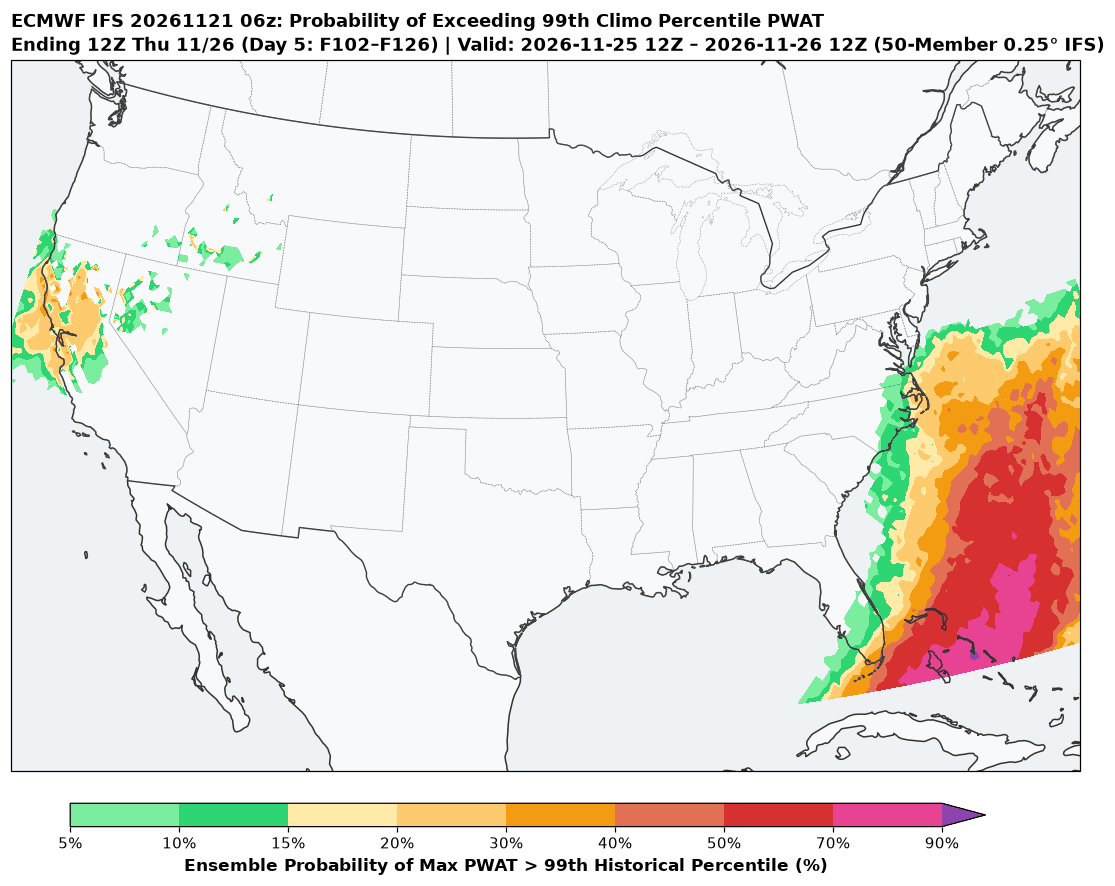 ECMWF IFS 20261121 06z: Probability of Exceeding 99th Climo Percentile PWAT
Ending 12Z Thu 11/26 (Day 5: F102–F126) | Valid: 2026-11-25 12Z – 2026-11-26 12Z (50-Member 0.25° IFS)
5% 10% 15% 20% 30% 40% 50% 70% 90%
Ensemble Probability of Max PWAT > 99th Historical Percentile (%)